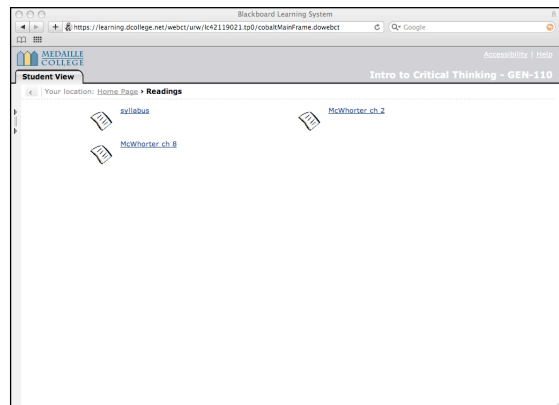 Blackboard Learning System
https://learning.dcollege.net/webct/urw/lc42119021.tp0/cobaltMainFrame.dowebct
Google
MEDAILLE
COLLEGE
Accessibility | Help
Student View
Intro to Critical Thinking - GEN-110
Your location: Home Page › Readings
syllabus
McWhorter ch 2
McWhorter ch 8